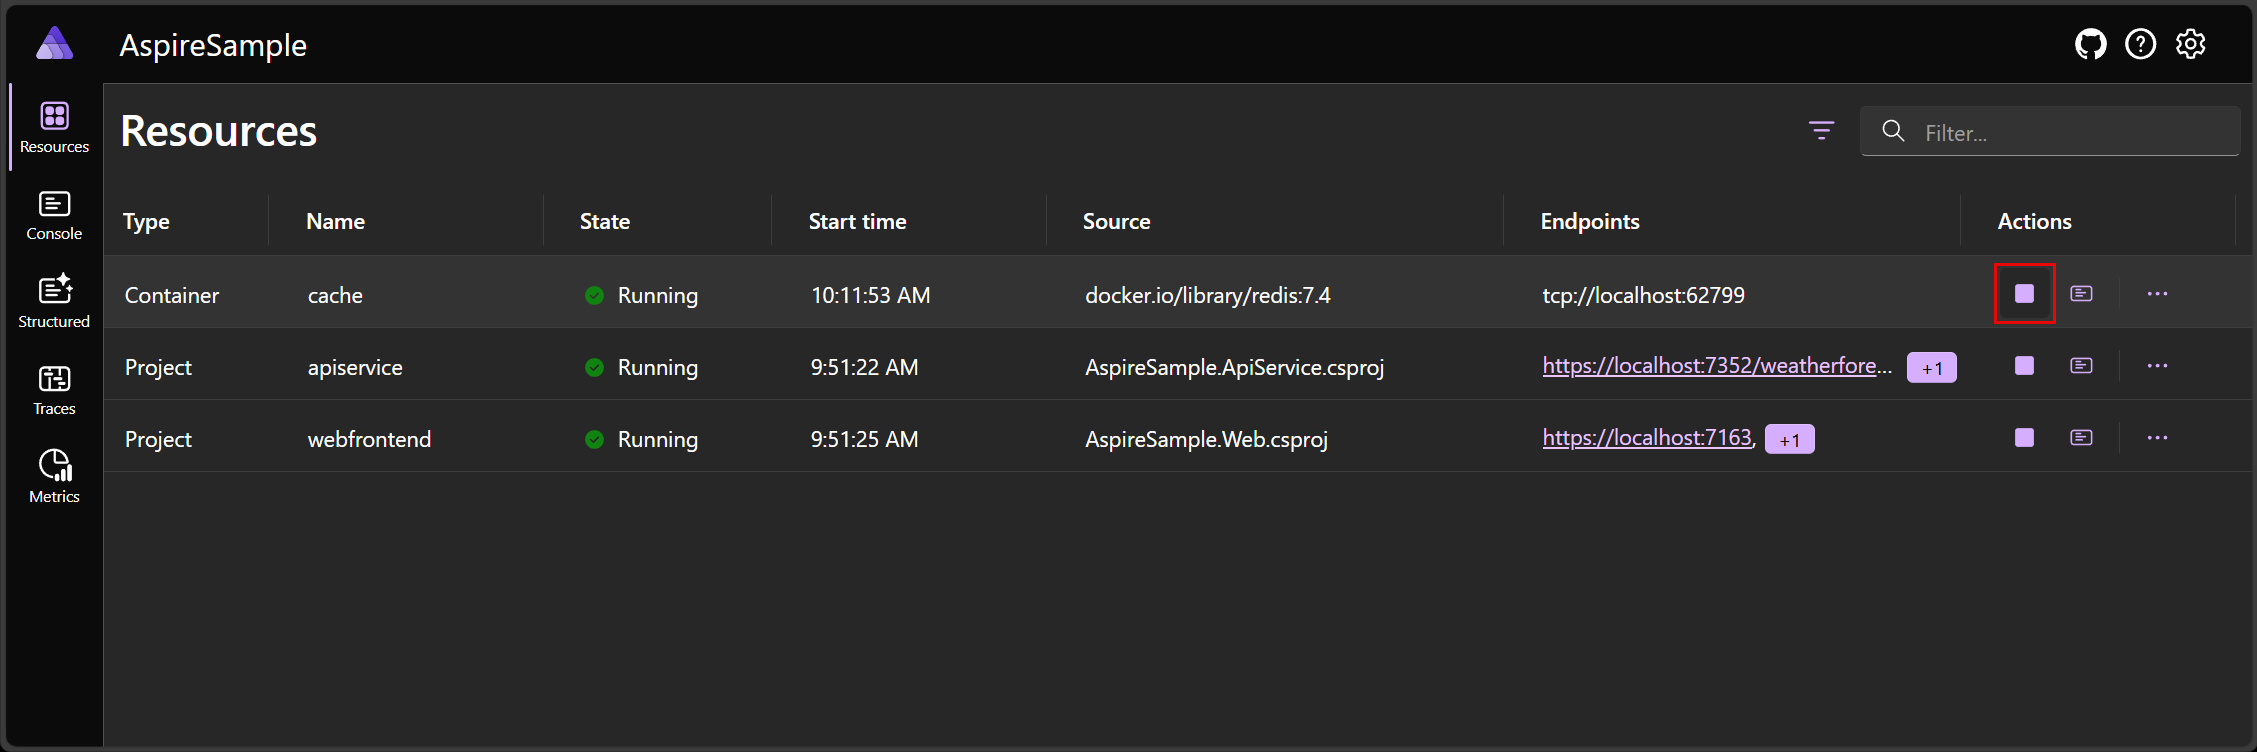 AspireSample
Resources
Console
Structured
Traces
Metrics
Resources
Filter...
Type Name State Start time Source Endpoints Actions
Container cache Running 10:11:53 AM docker.io/library/redis:7.4 tcp://localhost:62799
Project apiservice Running 9:51:22 AM AspireSample.ApiService.csproj https://localhost:7352/weatherfore... +1
Project webfrontend Running 9:51:25 AM AspireSample.Web.csproj https://localhost:7163, +1